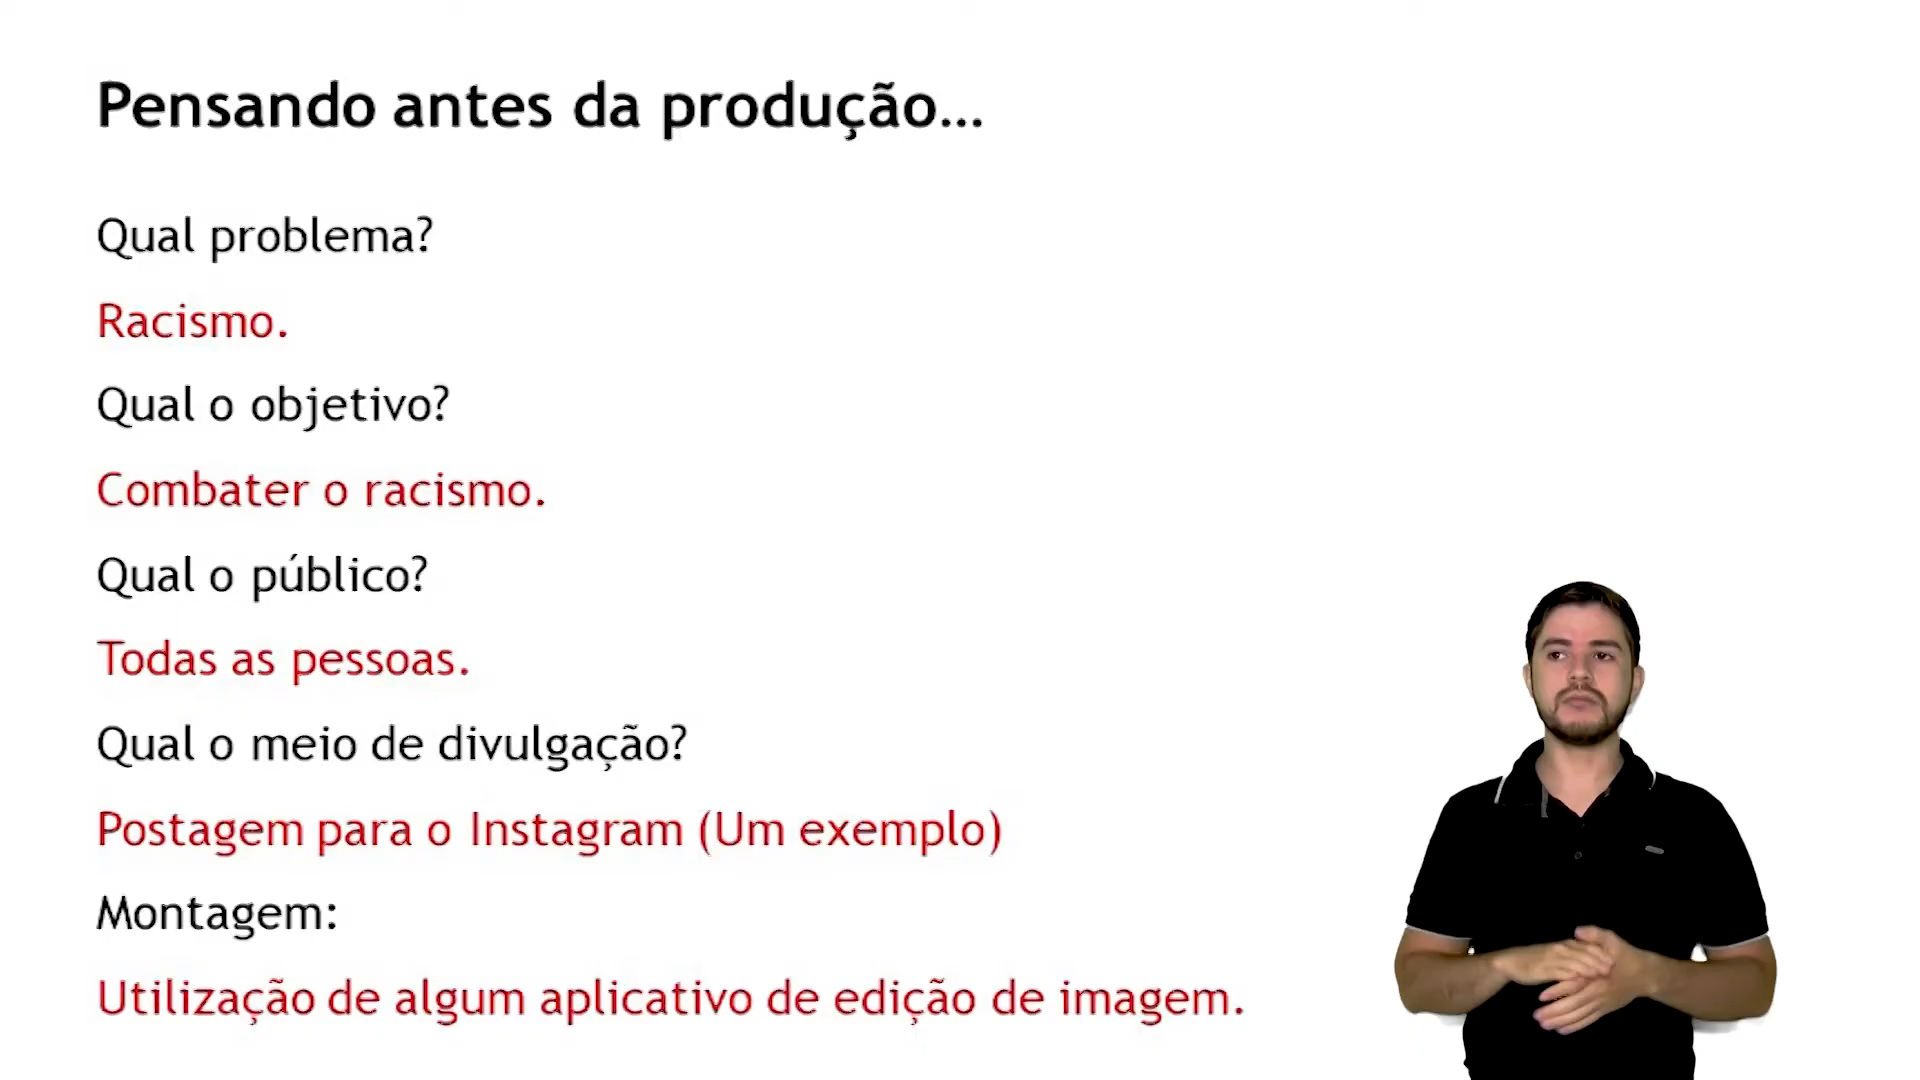 Pensando antes da produção...
Qual problema?
Racismo.
Qual o objetivo?
Combater o racismo.
Qual o público?
Todas as pessoas.
Qual o meio de divulgação?
Postagem para o Instagram (Um exemplo)
Montagem:
Utilização de algum aplicativo de edição de imagem.